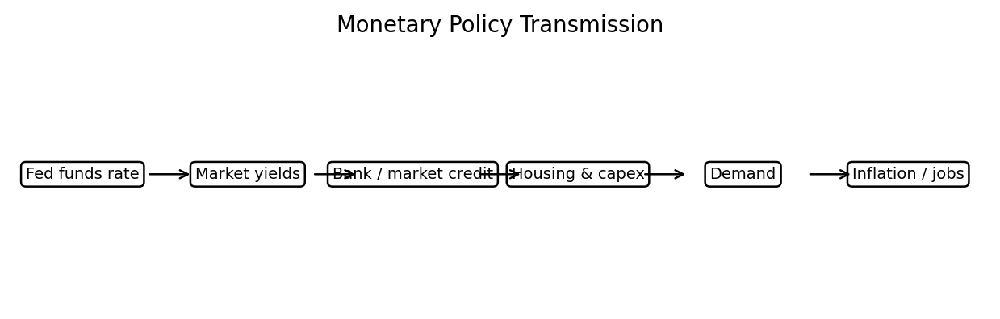 Monetary Policy Transmission
Fed funds rate
Market yields
Bank / market credit
Housing & capex
Demand
Inflation / jobs